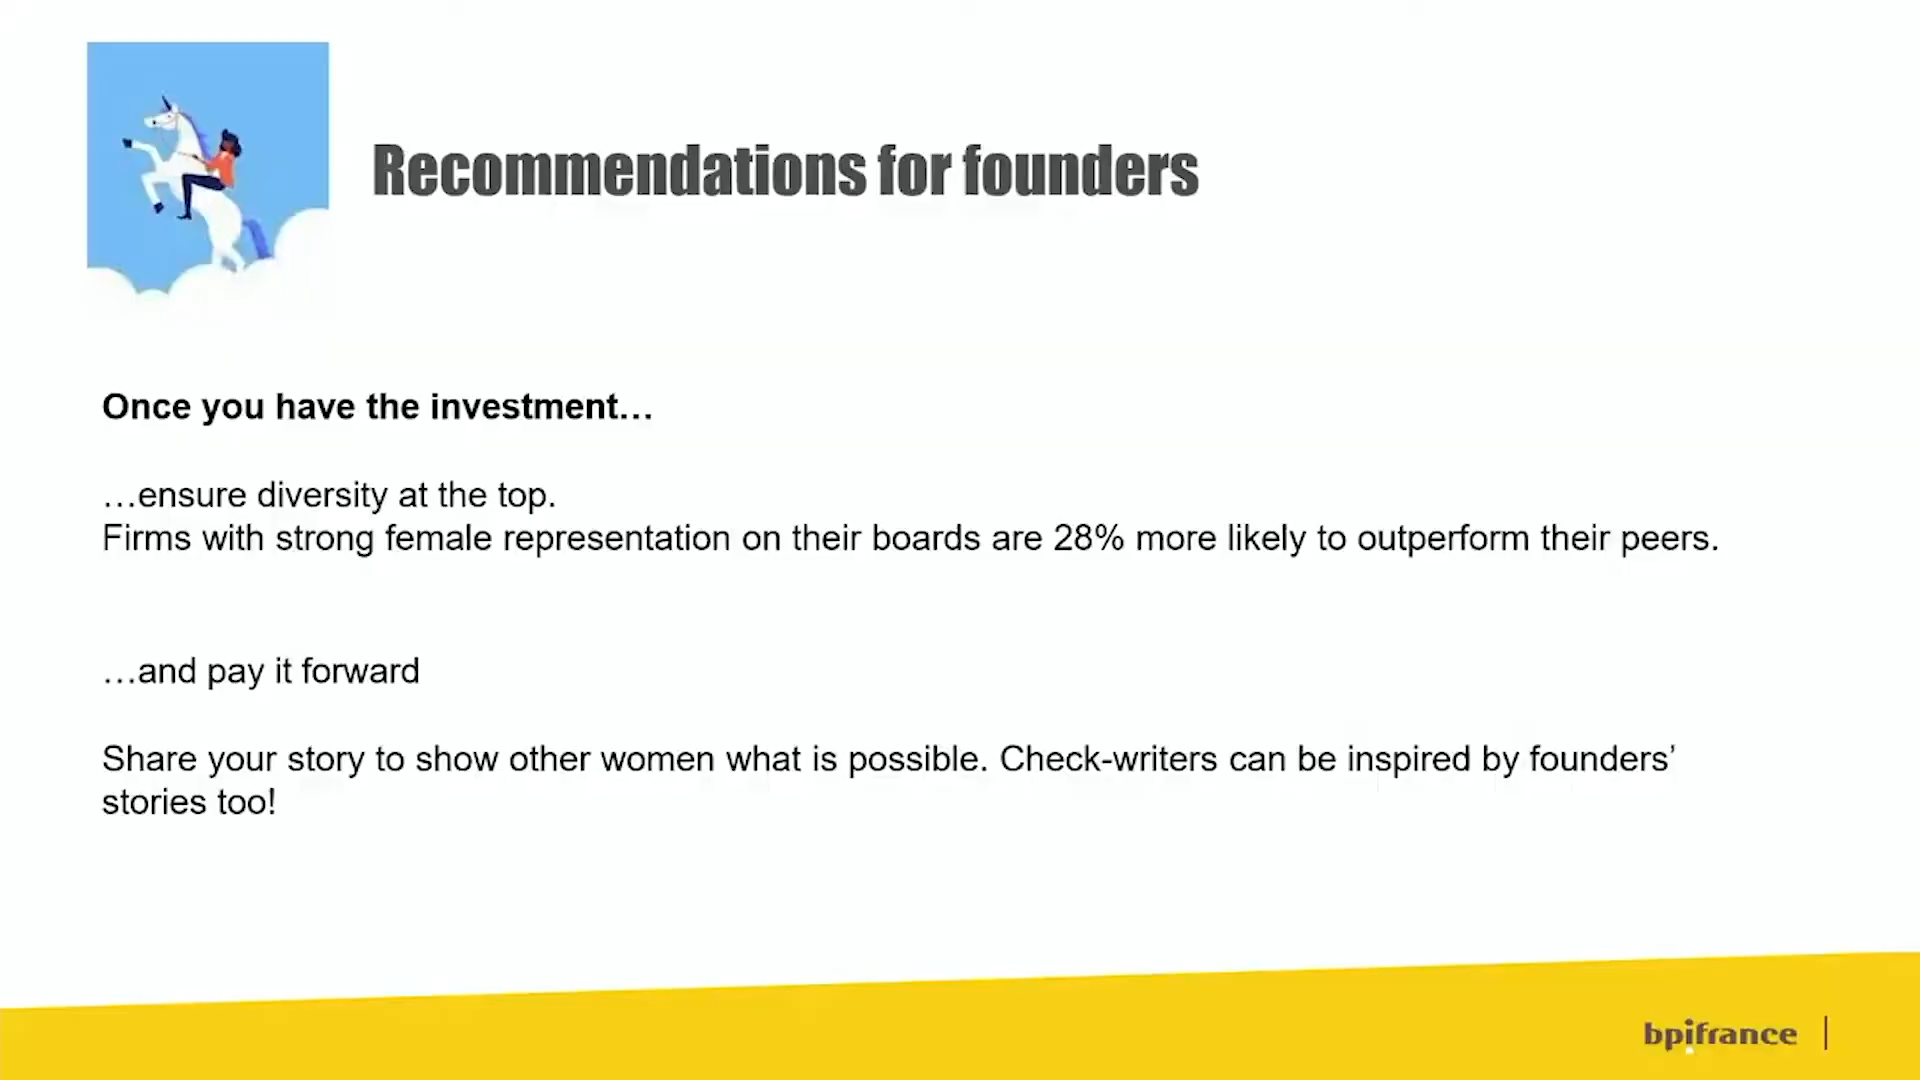 Recommendations for founders
Once you have the investment…
…ensure diversity at the top.
Firms with strong female representation on their boards are 28% more likely to outperform their peers.
…and pay it forward
Share your story to show other women what is possible. Check-writers can be inspired by founders’
stories too!
bpifrance